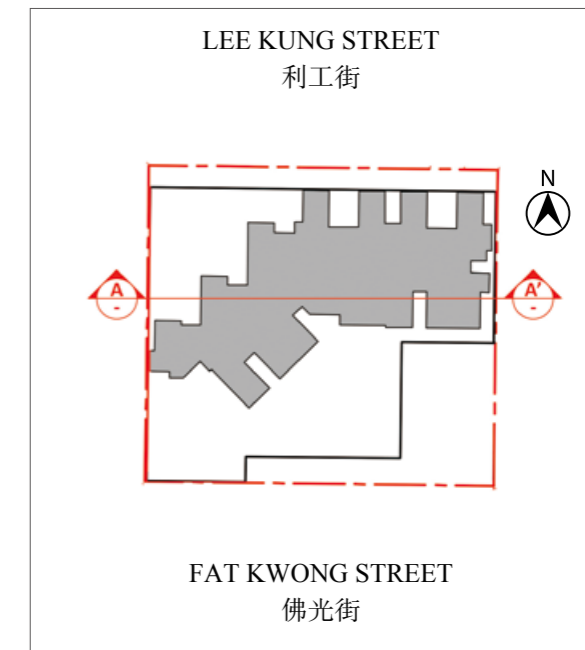 LEE KUNG STREET
利工街
N
A
-
A'
-
FAT KWONG STREET
佛光街